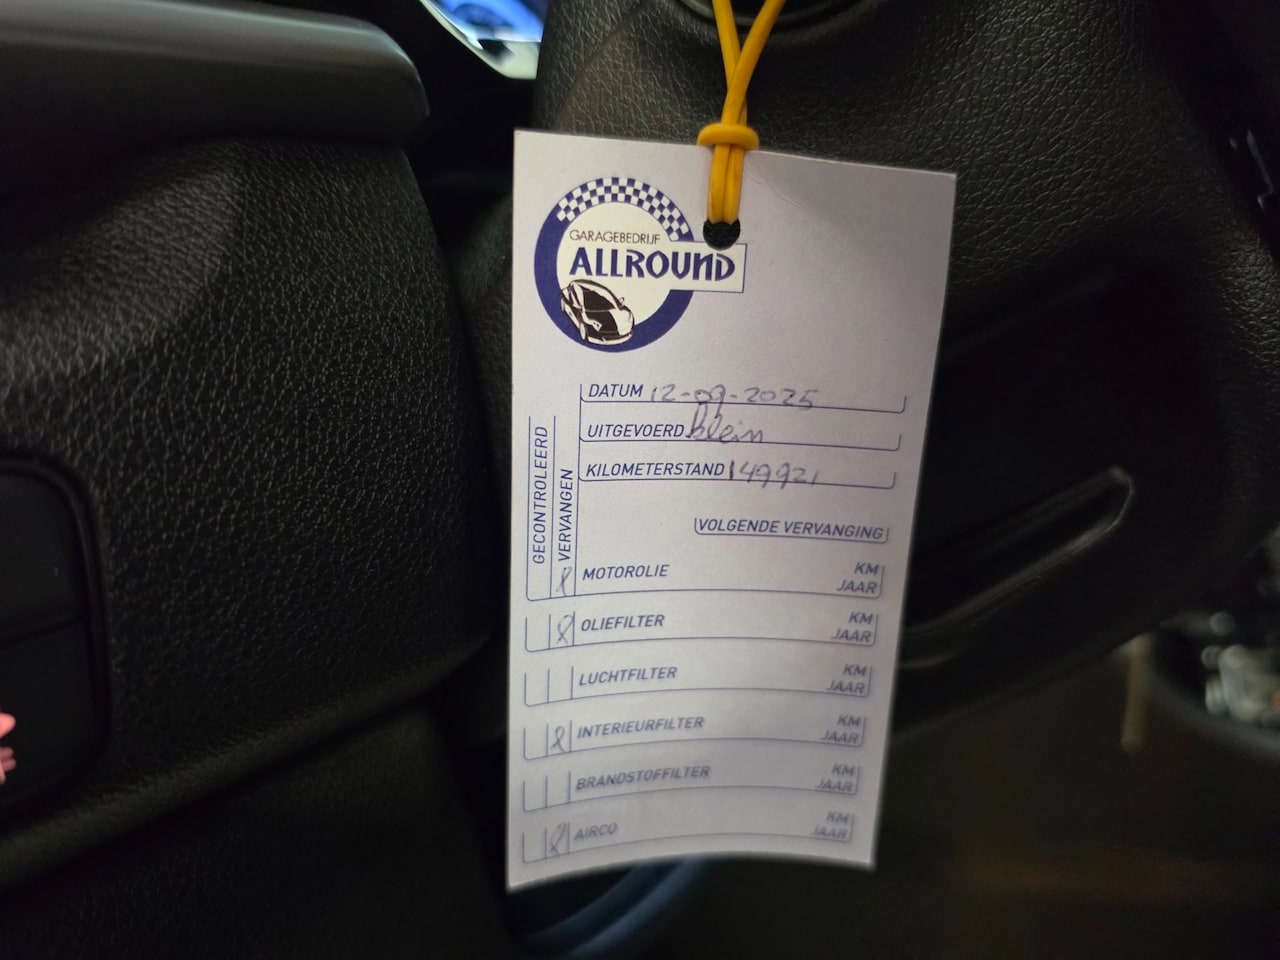 GARAGEBEDRIJF
ALLROUND
DATUM 12-09-2025
UITGEVOERD klein
KILOMETERSTAND 149921
GECONTROLEERD
VERVANGEN
VOLGENDE VERVANGING
MOTOROLIE KM
JAAR
OLIEFILTER KM
JAAR
LUCHTFILTER KM
JAAR
INTERIEURFILTER KM
JAAR
BRANDSTOFFILTER KM
JAAR
AIRCO KM
JAAR